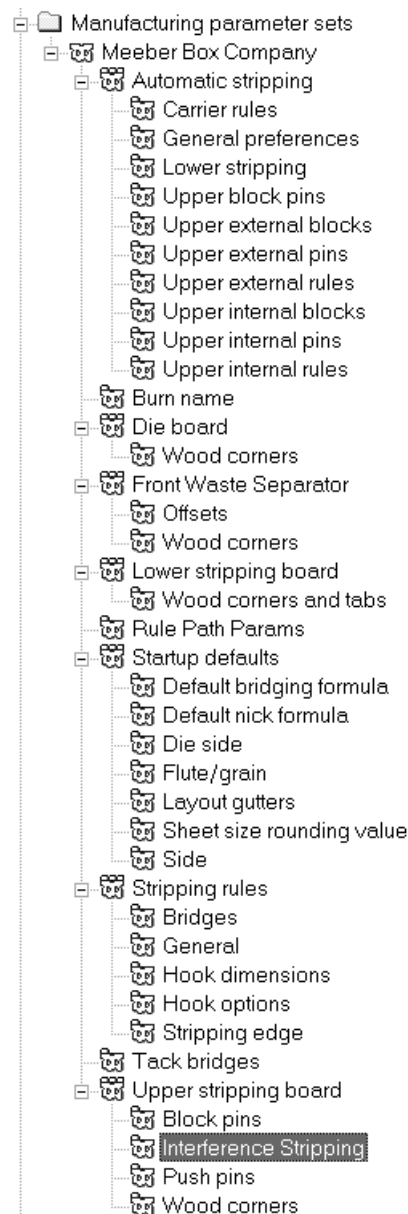 Manufacturing parameter sets
Meeber Box Company
Automatic stripping
Carrier rules
General preferences
Lower stripping
Upper block pins
Upper external blocks
Upper external pins
Upper external rules
Upper internal blocks
Upper internal pins
Upper internal rules
Burn name
Die board
Wood corners
Front Waste Separator
Offsets
Wood corners
Lower stripping board
Wood corners and tabs
Rule Path Params
Startup defaults
Default bridging formula
Default nick formula
Die side
Flute/grain
Layout gutters
Sheet size rounding value
Side
Stripping rules
Bridges
General
Hook dimensions
Hook options
Stripping edge
Tack bridges
Upper stripping board
Block pins
Interference Stripping
Push pins
Wood corners